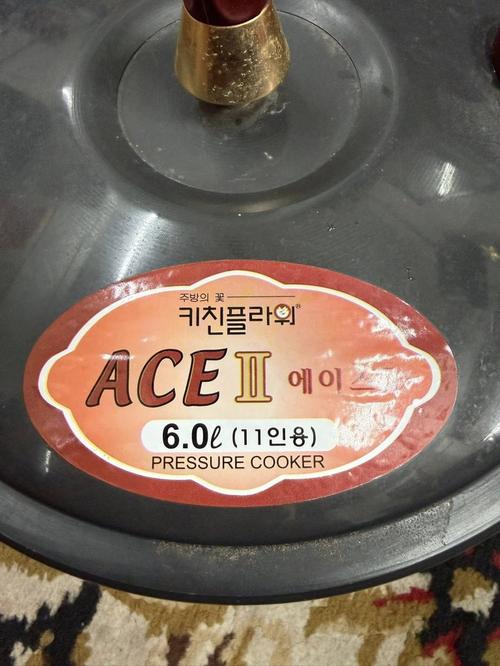 주방의 꽃
키친플라워®
ACE II 에이스
6.0ℓ (11인용)
PRESSURE COOKER